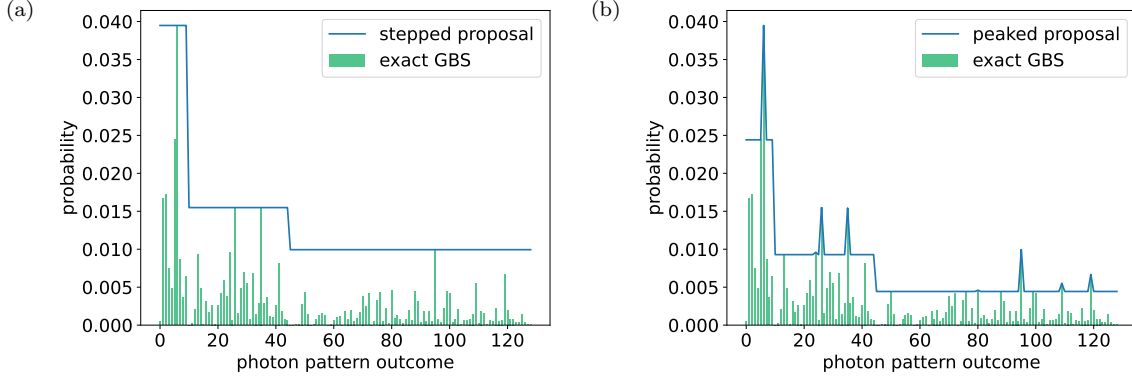 (a)
0.040
0.035
0.030
0.025
0.020
0.015
0.010
0.005
0.000
probability
0 20 40 60 80 100 120
photon pattern outcome
stepped proposal
exact GBS
(b)
0.040
0.035
0.030
0.025
0.020
0.015
0.010
0.005
0.000
probability
0 20 40 60 80 100 120
photon pattern outcome
peaked proposal
exact GBS